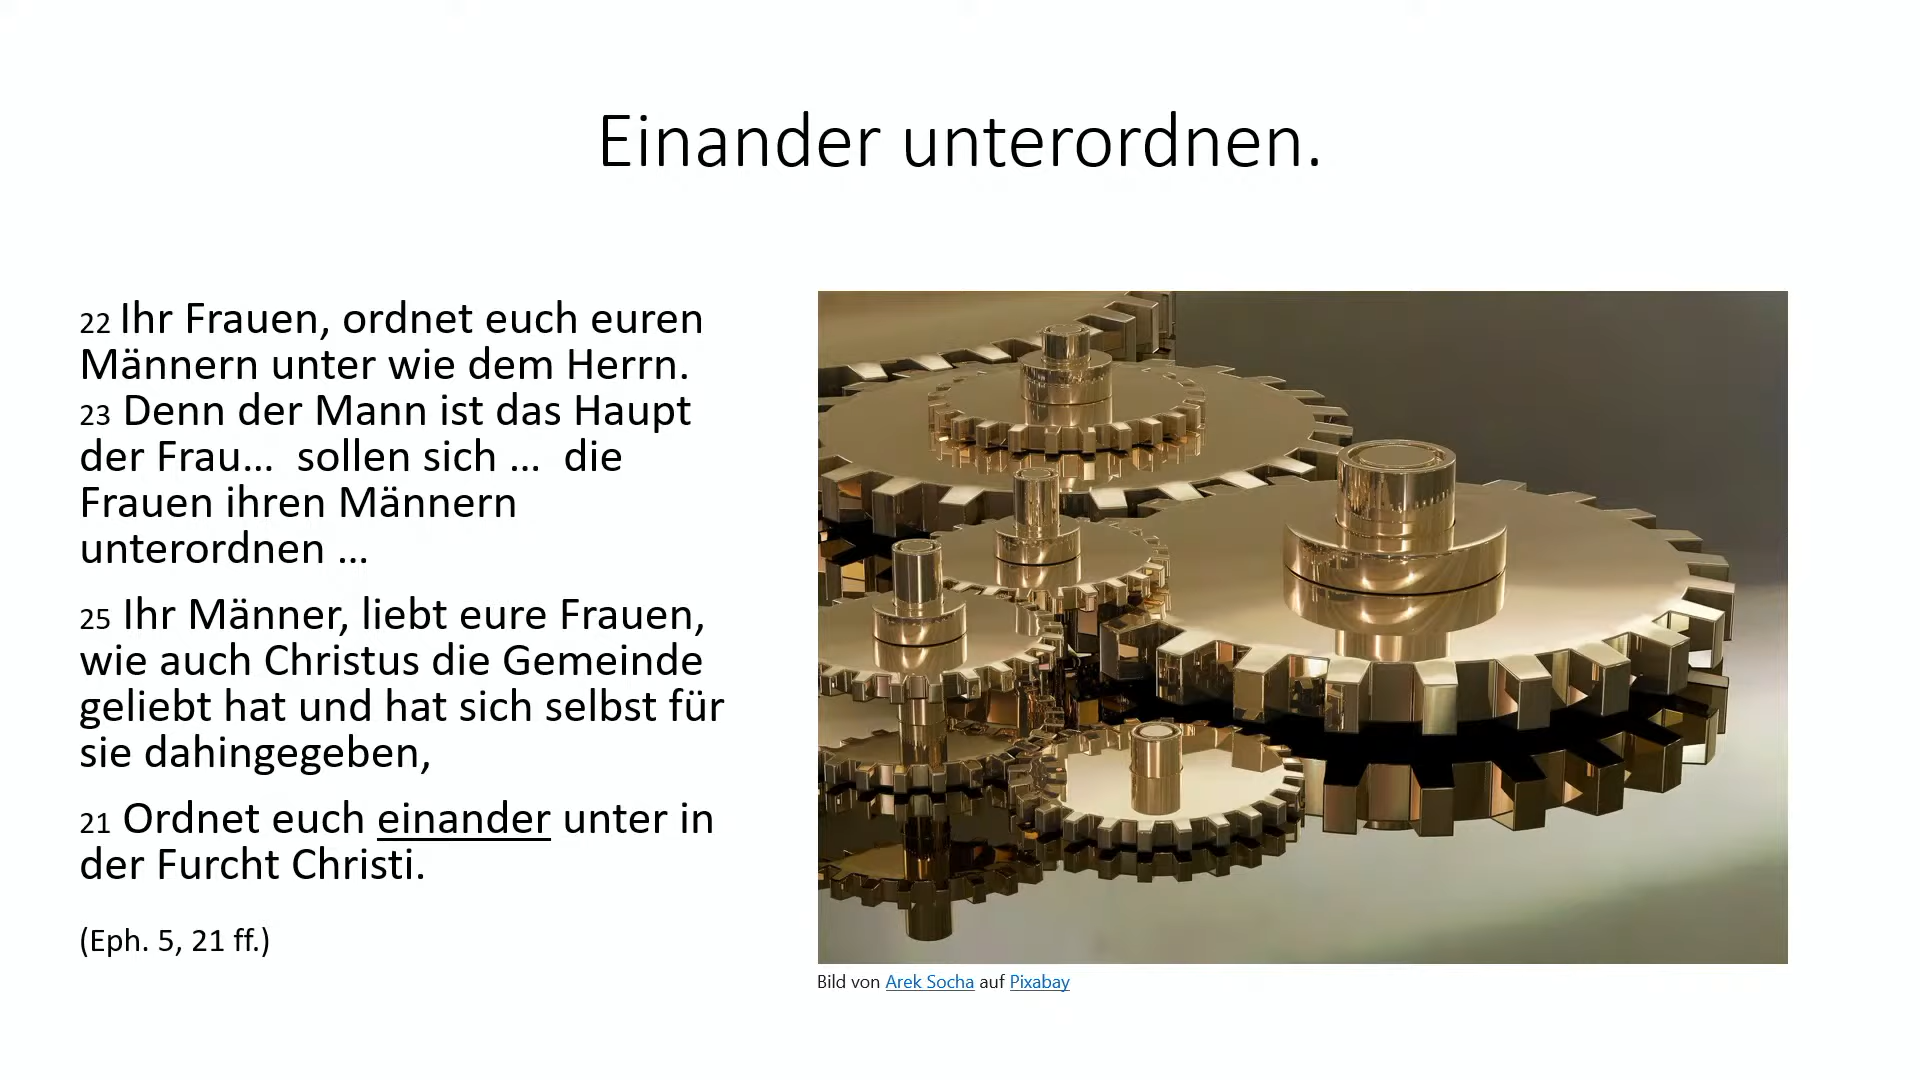 Einander unterordnen.
22 Ihr Frauen, ordnet euch euren
Männern unter wie dem Herrn.
23 Denn der Mann ist das Haupt
der Frau…  sollen sich …  die
Frauen ihren Männern
unterordnen …
25 Ihr Männer, liebt eure Frauen,
wie auch Christus die Gemeinde
geliebt hat und hat sich selbst für
sie dahingegeben,
21 Ordnet euch einander unter in
der Furcht Christi.
(Eph. 5, 21 ff.)
Bild von Arek Socha auf Pixabay